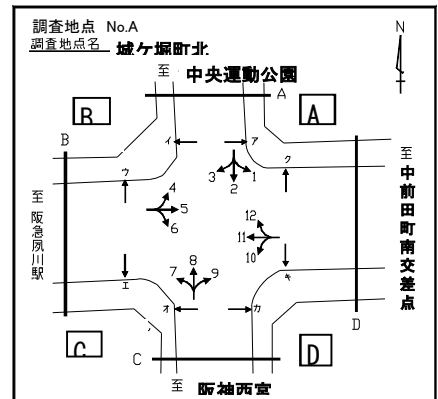 調査地点 No.A
調査地点名 城ケ堀町北
N
至 中央運動公園
A
B
A
B
イ
ア
ウ
ク
3
2
1
至 中前田町南交差点
至 阪急夙川駅
4
5
6
12
11
10
7
8
9
エ
キ
オ
カ
C
D
D
C
至 阪神西宮